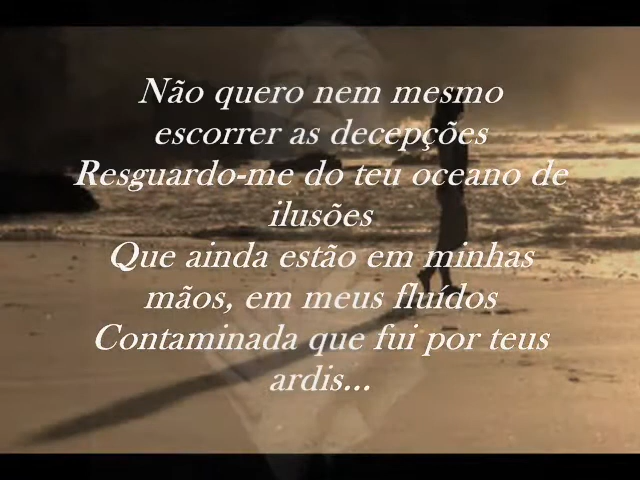 Não quero nem mesmo
escorrer as decepções
Resguardo-me do teu oceano de
ilusões
Que ainda estão em minhas
mãos, em meus fluídos
Contaminada que fui por teus
ardis...